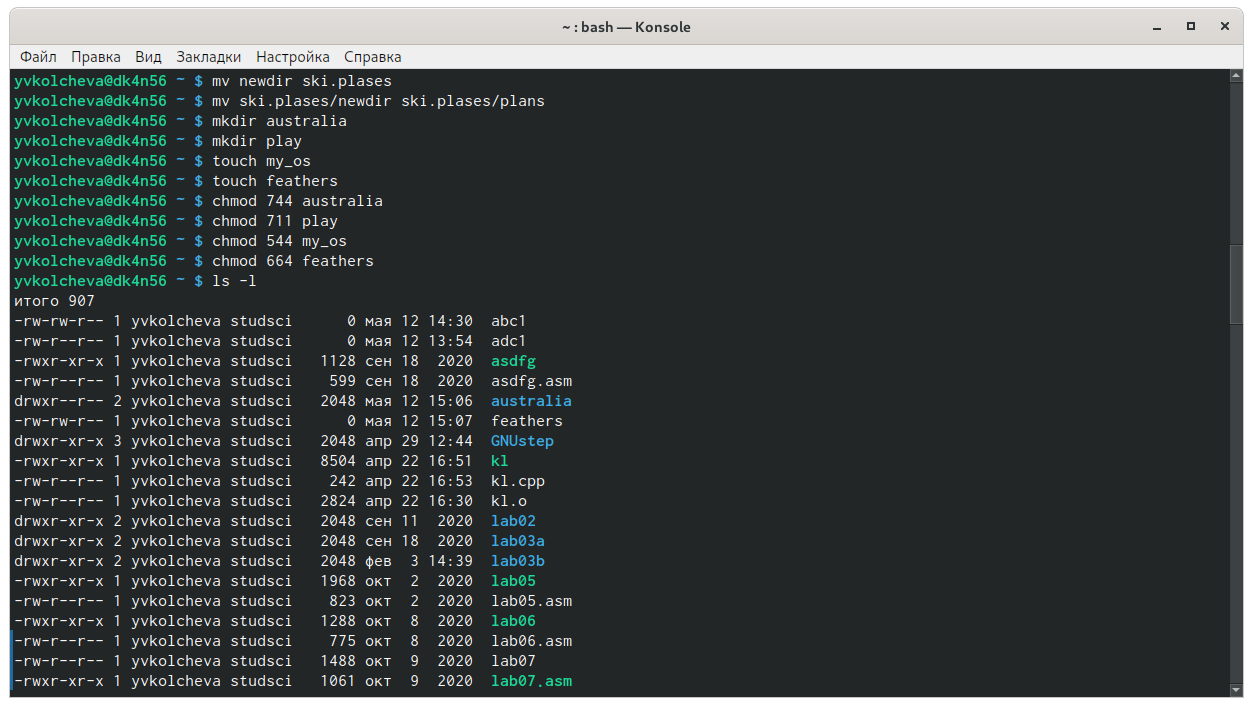 ~ : bash — Konsole
Файл Правка Вид Закладки Настройка Справка
yvkolcheva@dk4n56 ~ $ mv newdir ski.plases
yvkolcheva@dk4n56 ~ $ mv ski.plases/newdir ski.plases/plans
yvkolcheva@dk4n56 ~ $ mkdir australia
yvkolcheva@dk4n56 ~ $ mkdir play
yvkolcheva@dk4n56 ~ $ touch my_os
yvkolcheva@dk4n56 ~ $ touch feathers
yvkolcheva@dk4n56 ~ $ chmod 744 australia
yvkolcheva@dk4n56 ~ $ chmod 711 play
yvkolcheva@dk4n56 ~ $ chmod 544 my_os
yvkolcheva@dk4n56 ~ $ chmod 664 feathers
yvkolcheva@dk4n56 ~ $ ls -l
итого 907
-rw-rw-r-- 1 yvkolcheva studsci      0 мая 12 14:30  abc1
-rw-r--r-- 1 yvkolcheva studsci      0 мая 12 13:54  adc1
-rwxr-xr-x 1 yvkolcheva studsci   1128 сен 18  2020  asdfg
-rw-r--r-- 1 yvkolcheva studsci    599 сен 18  2020  asdfg.asm
drwxr--r-- 2 yvkolcheva studsci   2048 мая 12 15:06  australia
-rw-rw-r-- 1 yvkolcheva studsci      0 мая 12 15:07  feathers
drwxr-xr-x 3 yvkolcheva studsci   2048 апр 29 12:44  GNUstep
-rwxr-xr-x 1 yvkolcheva studsci   8504 апр 22 16:51  kl
-rw-r--r-- 1 yvkolcheva studsci    242 апр 22 16:53  kl.cpp
-rw-r--r-- 1 yvkolcheva studsci   2824 апр 22 16:30  kl.o
drwxr-xr-x 2 yvkolcheva studsci   2048 сен 11  2020  lab02
drwxr-xr-x 2 yvkolcheva studsci   2048 сен 18  2020  lab03a
drwxr-xr-x 2 yvkolcheva studsci   2048 фев  3 14:39  lab03b
-rwxr-xr-x 1 yvkolcheva studsci   1968 окт  2  2020  lab05
-rw-r--r-- 1 yvkolcheva studsci    823 окт  2  2020  lab05.asm
-rwxr-xr-x 1 yvkolcheva studsci   1288 окт  8  2020  lab06
-rw-r--r-- 1 yvkolcheva studsci    775 окт  8  2020  lab06.asm
-rw-r--r-- 1 yvkolcheva studsci   1488 окт  9  2020  lab07
-rwxr-xr-x 1 yvkolcheva studsci   1061 окт  9  2020  lab07.asm